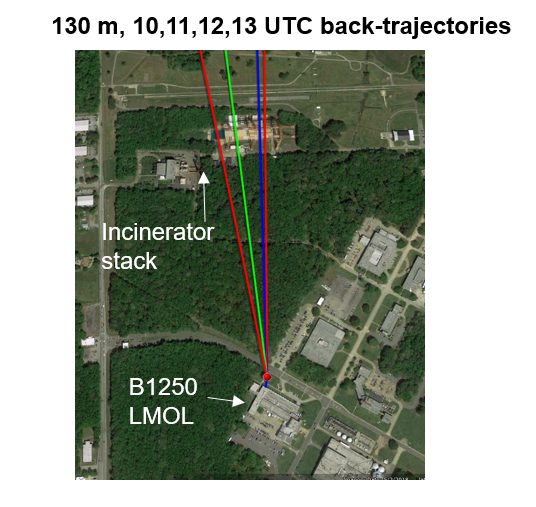 130 m, 10,11,12,13 UTC back-trajectories
Incinerator
stack
B1250
LMOL